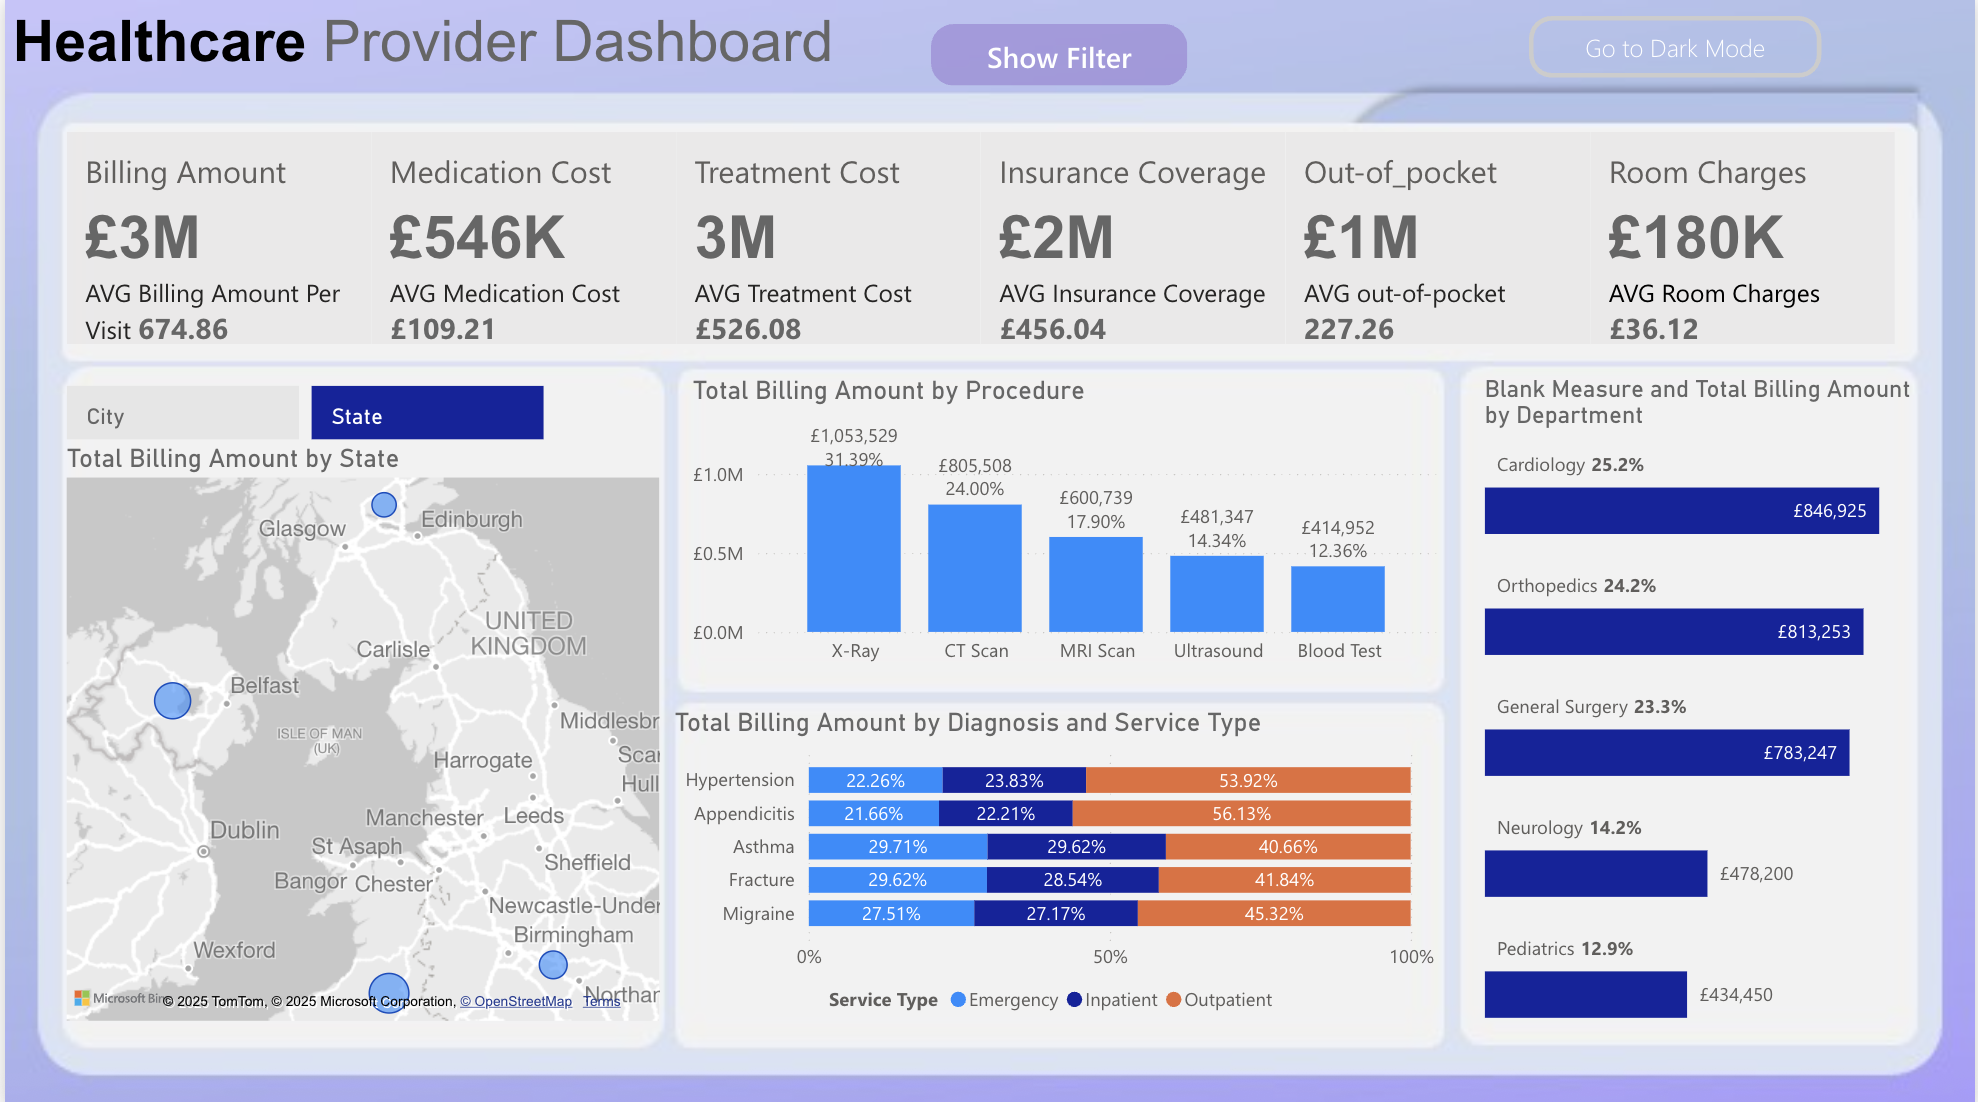 Healthcare Provider Dashboard
Show Filter
Go to Dark Mode
Billing Amount
£3M
AVG Billing Amount Per
Visit 674.86
Medication Cost
£546K
AVG Medication Cost
£109.21
Treatment Cost
3M
AVG Treatment Cost
£526.08
Insurance Coverage
£2M
AVG Insurance Coverage
£456.04
Out-of_pocket
£1M
AVG out-of-pocket
227.26
Room Charges
£180K
AVG Room Charges
£36.12
City
State
Total Billing Amount by State
Glasgow
Edinburgh
UNITED
KINGDOM
Carlisle
Belfast
ISLE OF MAN
(UK)
Middlesbr
Scar
Harrogate
Hull
Manchester
Leeds
Dublin
St Asaph
Sheffield
Bangor
Chester
Newcastle-Under
Birmingham
Wexford
Northar
Microsoft Bin
© 2025 TomTom, © 2025 Microsoft Corporation, © OpenStreetMap Terms
Total Billing Amount by Procedure
£1.0M
£0.5M
£0.0M
£1,053,529
31.39%
£805,508
24.00%
£600,739
17.90%
£481,347
14.34%
£414,952
12.36%
X-Ray
CT Scan
MRI Scan
Ultrasound
Blood Test
Total Billing Amount by Diagnosis and Service Type
Hypertension 22.26% 23.83% 53.92%
Appendicitis 21.66% 22.21% 56.13%
Asthma 29.71% 29.62% 40.66%
Fracture 29.62% 28.54% 41.84%
Migraine 27.51% 27.17% 45.32%
0% 50% 100%
Service Type Emergency Inpatient Outpatient
Blank Measure and Total Billing Amount
by Department
Cardiology 25.2%
£846,925
Orthopedics 24.2%
£813,253
General Surgery 23.3%
£783,247
Neurology 14.2%
£478,200
Pediatrics 12.9%
£434,450